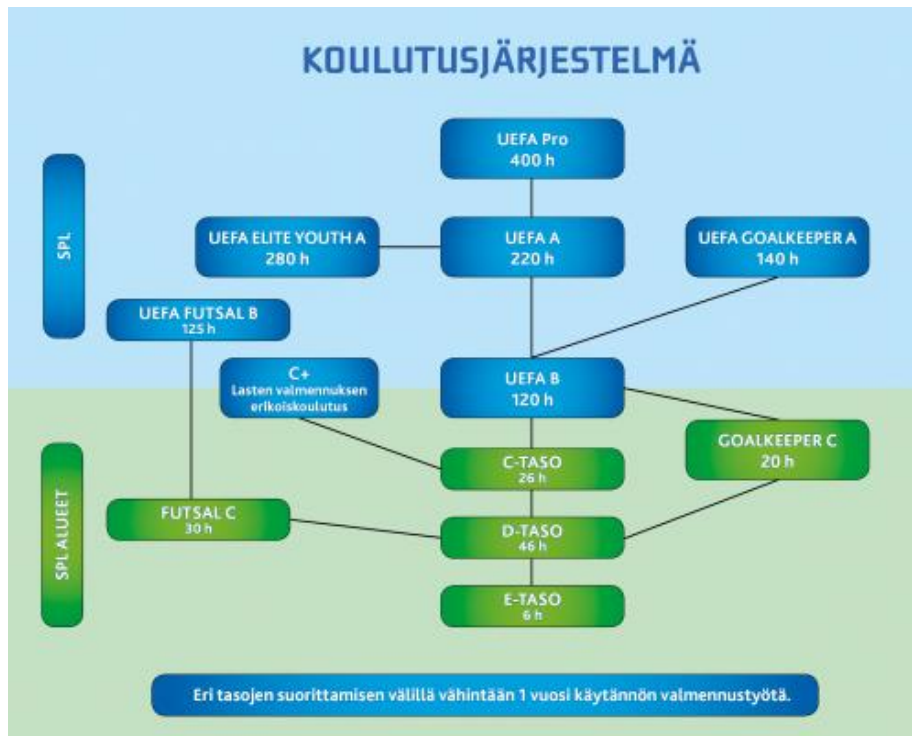 KOULUTUSJÄRJESTELMÄ
UEFA Pro
400 h
SPL
UEFA ELITE YOUTH A
280 h
UEFA A
220 h
UEFA GOALKEEPER A
140 h
UEFA FUTSAL B
125 h
C+
Lasten valmennuksen
erikoiskoulutus
UEFA B
120 h
GOALKEEPER C
20 h
C-TASO
26 h
SPL ALUEET
FUTSAL C
30 h
D-TASO
46 h
E-TASO
6 h
Eri tasojen suorittamisen välillä vähintään 1 vuosi käytännön valmennustyötä.